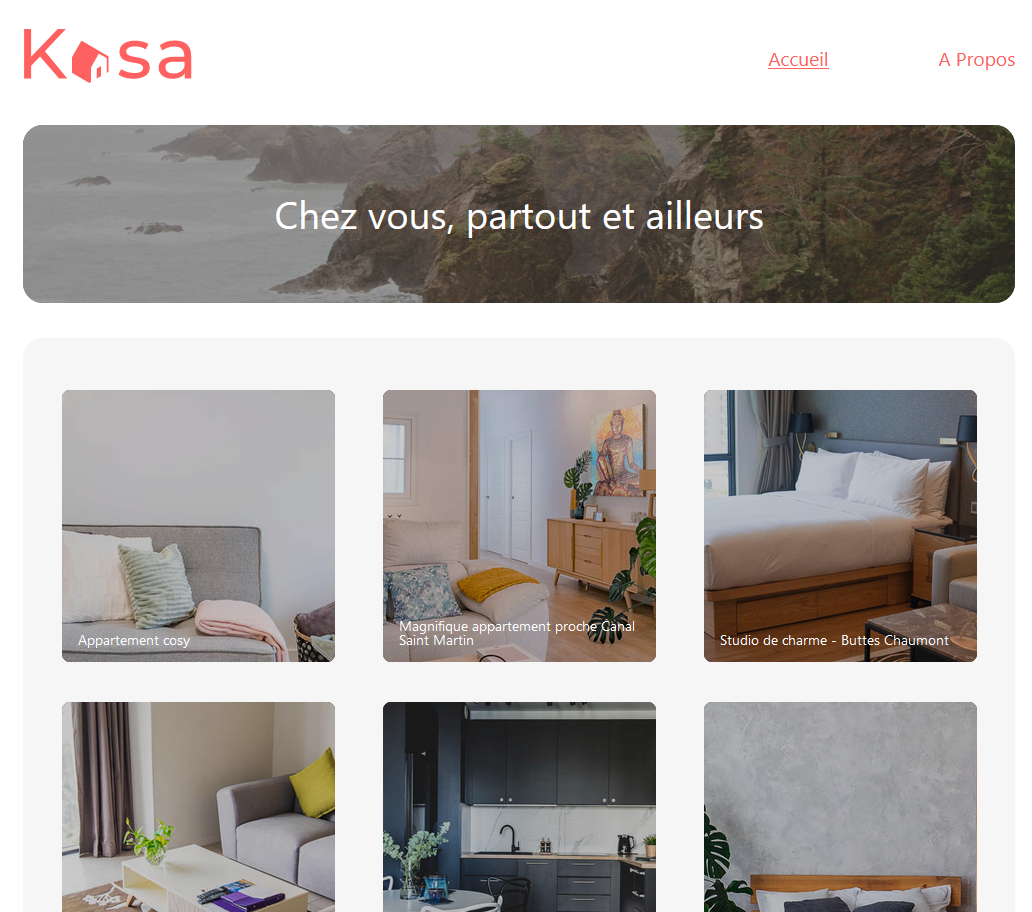 Kasa
Accueil
A Propos
Chez vous, partout et ailleurs
Appartement cosy
Magnifique appartement proche Canal
Saint Martin
Studio de charme - Buttes Chaumont